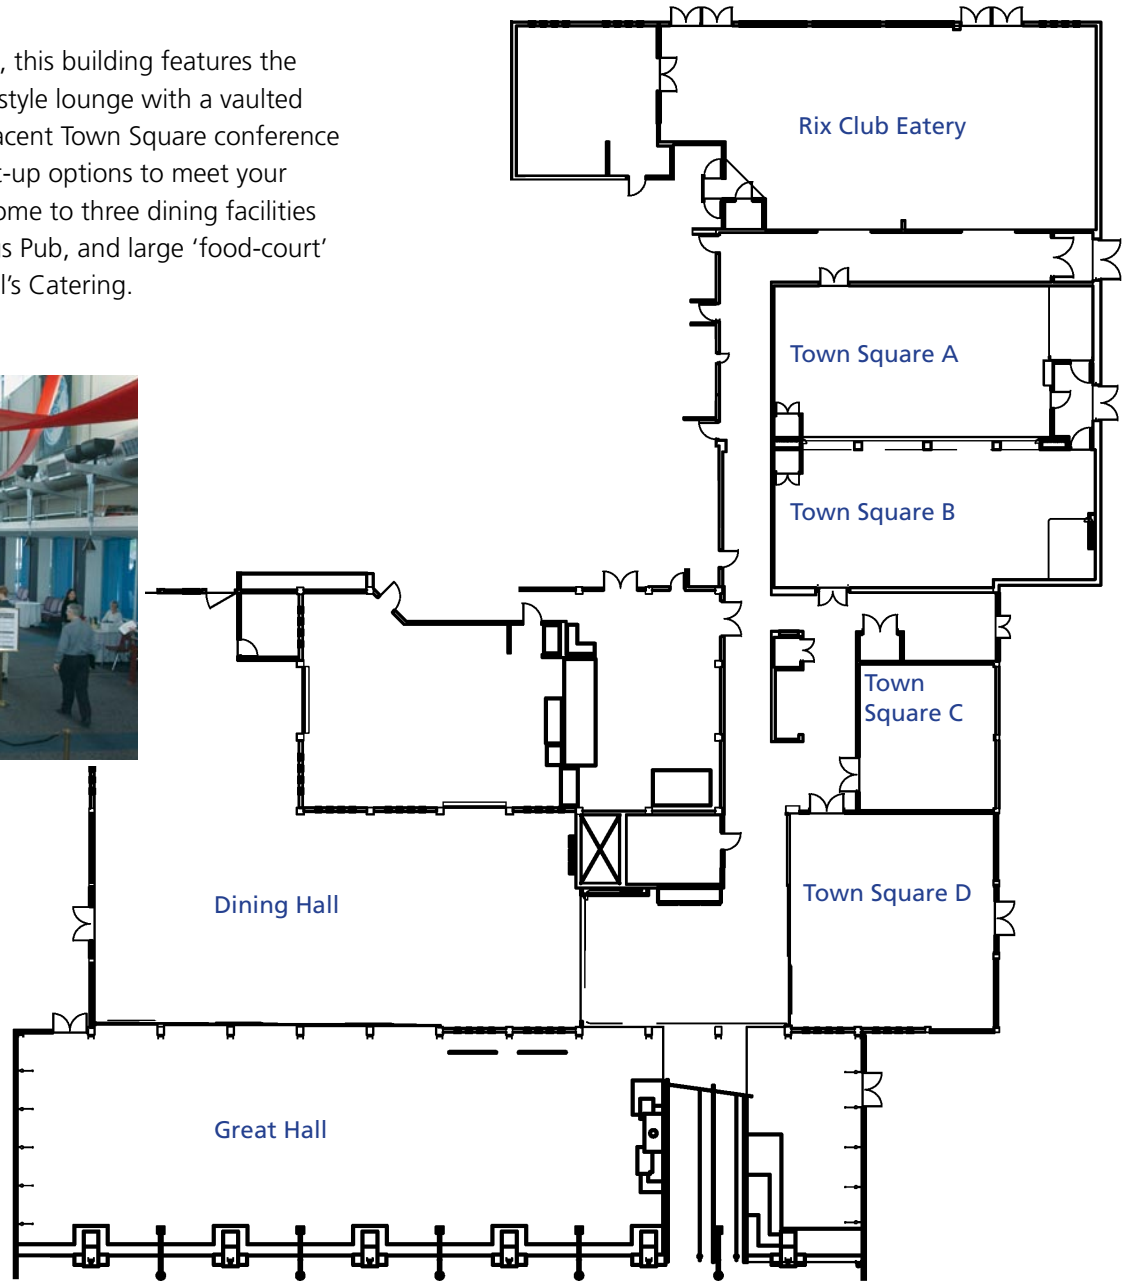 , this building features the
style lounge with a vaulted
acent Town Square conference
t-up options to meet your
ome to three dining facilities
s Pub, and large ‘food-court’
l’s Catering.
Rix Club Eatery
Town Square A
Town Square B
Town
Square C
Dining Hall
Town Square D
Great Hall